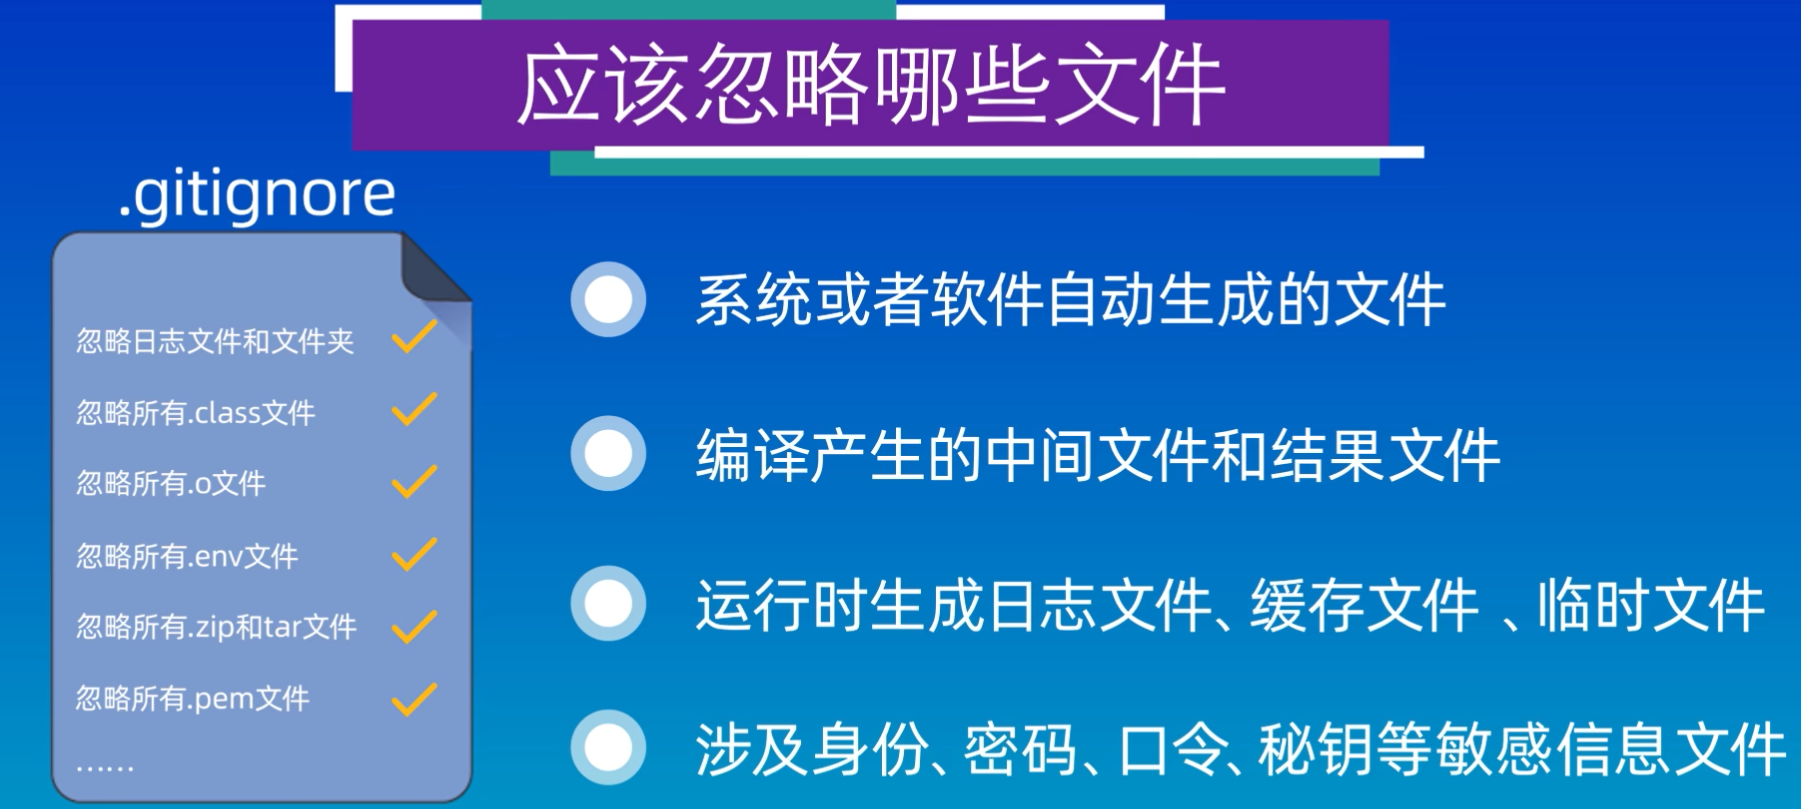 应该忽略哪些文件
.gitignore
忽略日志文件和文件夹
忽略所有.class文件
忽略所有.o文件
忽略所有.env文件
忽略所有.zip和tar文件
忽略所有.pem文件
......
系统或者软件自动生成的文件
编译产生的中间文件和结果文件
运行时生成日志文件、缓存文件 、临时文件
涉及身份、密码、口令、秘钥等敏感信息文件